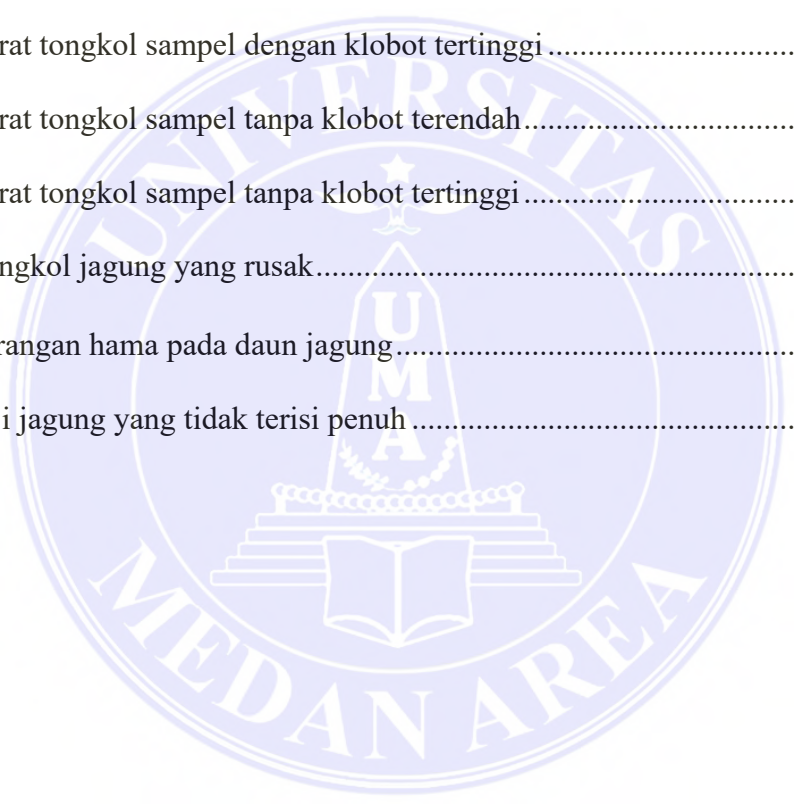 rat tongkol sampel dengan klobot tertinggi...............................
rat tongkol sampel tanpa klobot terendah..................................
rat tongkol sampel tanpa klobot tertinggi..................................
ngkol jagung yang rusak............................................................
rangan hama pada daun jagung..................................................
i jagung yang tidak terisi penuh................................................
UNIVERSITAS
UMA
MEDAN AREA